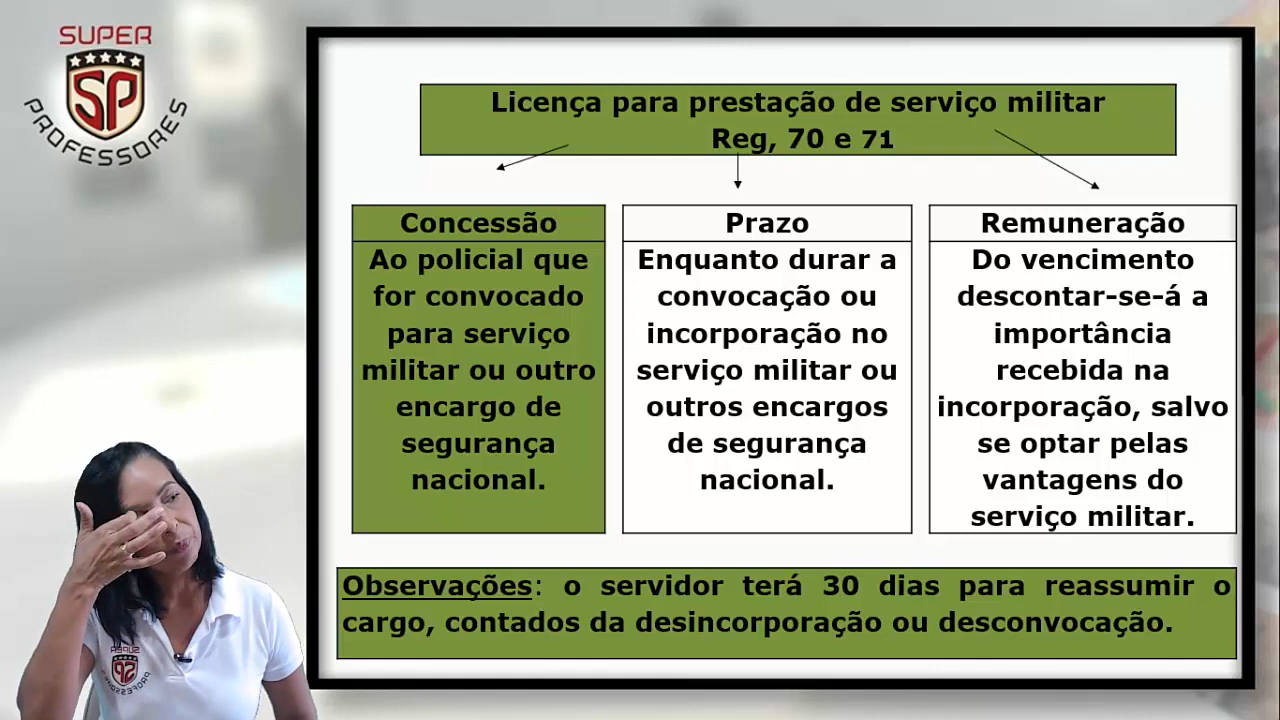 SUPER
SP
PROFESSORES
Licença para prestação de serviço militar
Reg, 70 e 71
Concessão
Ao policial que
for convocado
para serviço
militar ou outro
encargo de
segurança
nacional.
Prazo
Enquanto durar a
convocação ou
incorporação no
serviço militar ou
outros encargos
de segurança
nacional.
Remuneração
Do vencimento
descontar-se-á a
importância
recebida na
incorporação, salvo
se optar pelas
vantagens do
serviço militar.
Observações: o servidor terá 30 dias para reassumir o
cargo, contados da desincorporação ou desconvocação.
SUPER
SP
PROFESSORES